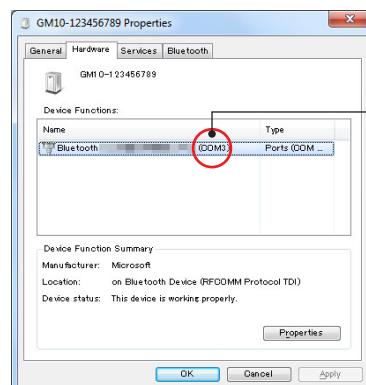 GM10-123456789 Properties
General Hardware Services Bluetooth
GM10-123456789
Device Functions:
Name Type
Bluetooth (COM3) Ports (COM ...
Device Function Summary
Manufacturer: Microsoft
Location: on Bluetooth Device (RFCOMM Protocol TDI)
Device status: This device is working properly.
Properties
OK Cancel Apply